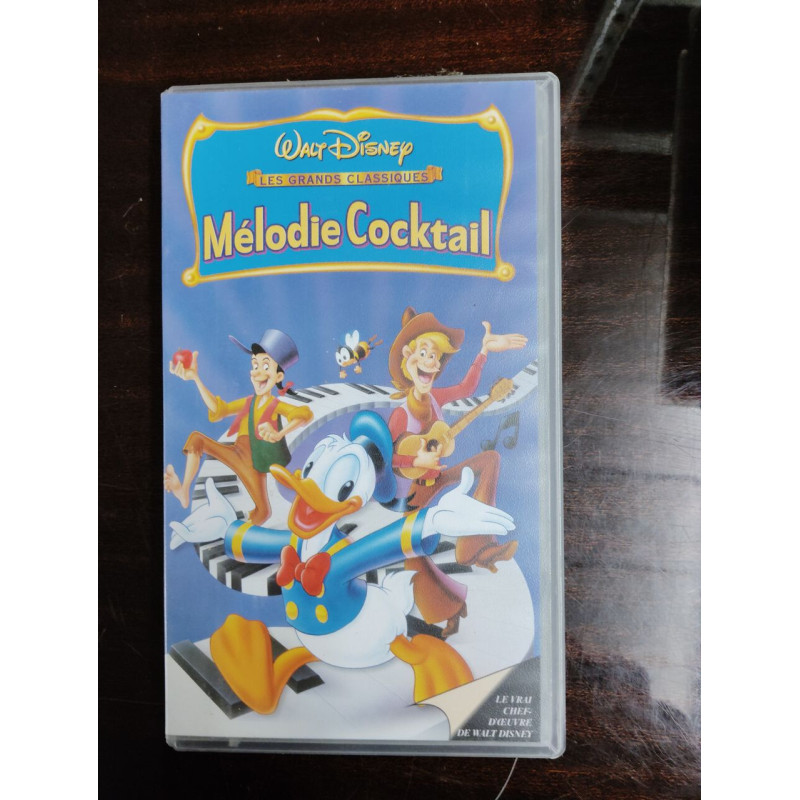 WALT DISNEY
LES GRANDS CLASSIQUES
Mélodie Cocktail
LE VRAI
CHEF-
D'ŒUVRE
DE WALT DISNEY